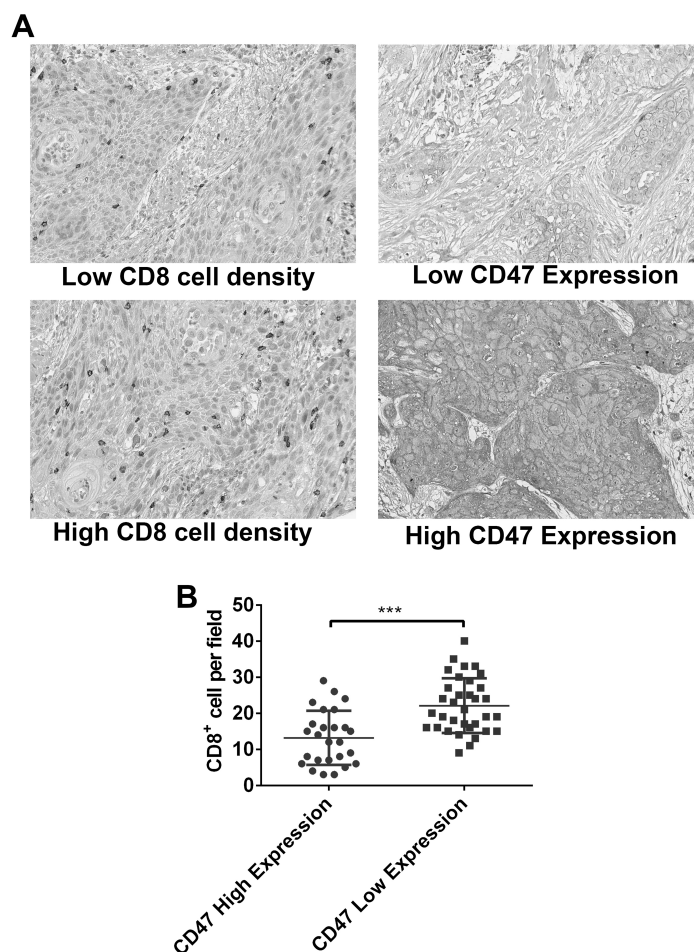 A
Low CD8 cell density
Low CD47 Expression
High CD8 cell density
High CD47 Expression
B
50
40
30
20
10
0
CD8+ cell per field
***
CD47 High Expression
CD47 Low Expression